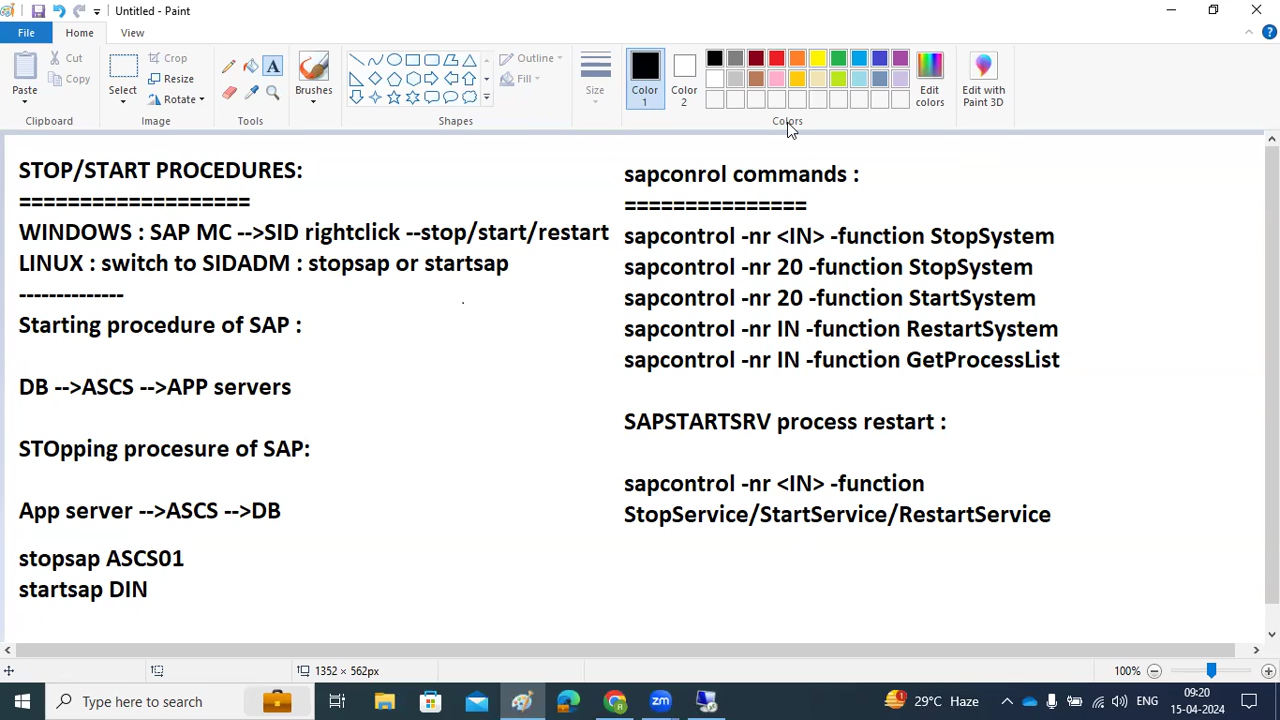 Untitled - Paint
File
Home
View
Paste
Cut
Copy
Clipboard
Select
Crop
Resize
Rotate
Image
Tools
Brushes
Outline
Fill
Shapes
Size
Color
1
Color
2
Edit
colors
Colors
Edit with
Paint 3D
STOP/START PROCEDURES:
===================
WINDOWS : SAP MC -->SID rightclick --stop/start/restart
LINUX : switch to SIDADM : stopsap or startsap
--------------
Starting procedure of SAP :
DB -->ASCS -->APP servers
STOpping procesure of SAP:
App server -->ASCS -->DB
stopsap ASCS01
startsap DIN
sapconrol commands :
===============
sapcontrol -nr <IN> -function StopSystem
sapcontrol -nr 20 -function StopSystem
sapcontrol -nr 20 -function StartSystem
sapcontrol -nr IN -function RestartSystem
sapcontrol -nr IN -function GetProcessList
SAPSTARTSRV process restart :
sapcontrol -nr <IN> -function
StopService/StartService/RestartService
1352 × 562px
100%
Type here to search
29°C Haze
ENG
09:20
15-04-2024